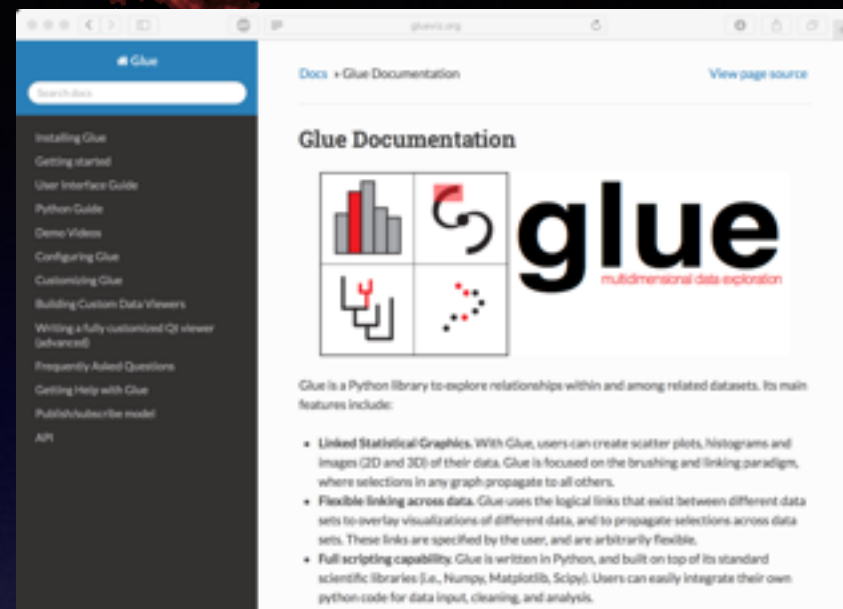 glueviz.org
Glue
Search docs
Installing Glue
Getting started
User Interface Guide
Python Guide
Demo Videos
Configuring Glue
Customizing Glue
Building Custom Data Viewers
Writing a fully customized Qt viewer
(advanced)
Frequently Asked Questions
Getting Help with Glue
Publish/subscribe model
API
Docs » Glue Documentation
View page source
Glue Documentation
glue
multidimensional data exploration
Glue is a Python library to explore relationships within and among related datasets. Its main
features include:
• Linked Statistical Graphics. With Glue, users can create scatter plots, histograms and
images (2D and 3D) of their data. Glue is focused on the brushing and linking paradigm,
where selections in any graph propagate to all others.
• Flexible linking across data. Glue uses the logical links that exist between different data
sets to overlay visualizations of different data, and to propagate selections across data
sets. These links are specified by the user, and are arbitrarily flexible.
• Full scripting capability. Glue is written in Python, and built on top of its standard
scientific libraries (i.e., Numpy, Matplotlib, Scipy). Users can easily integrate their own
python code for data input, cleaning, and analysis.